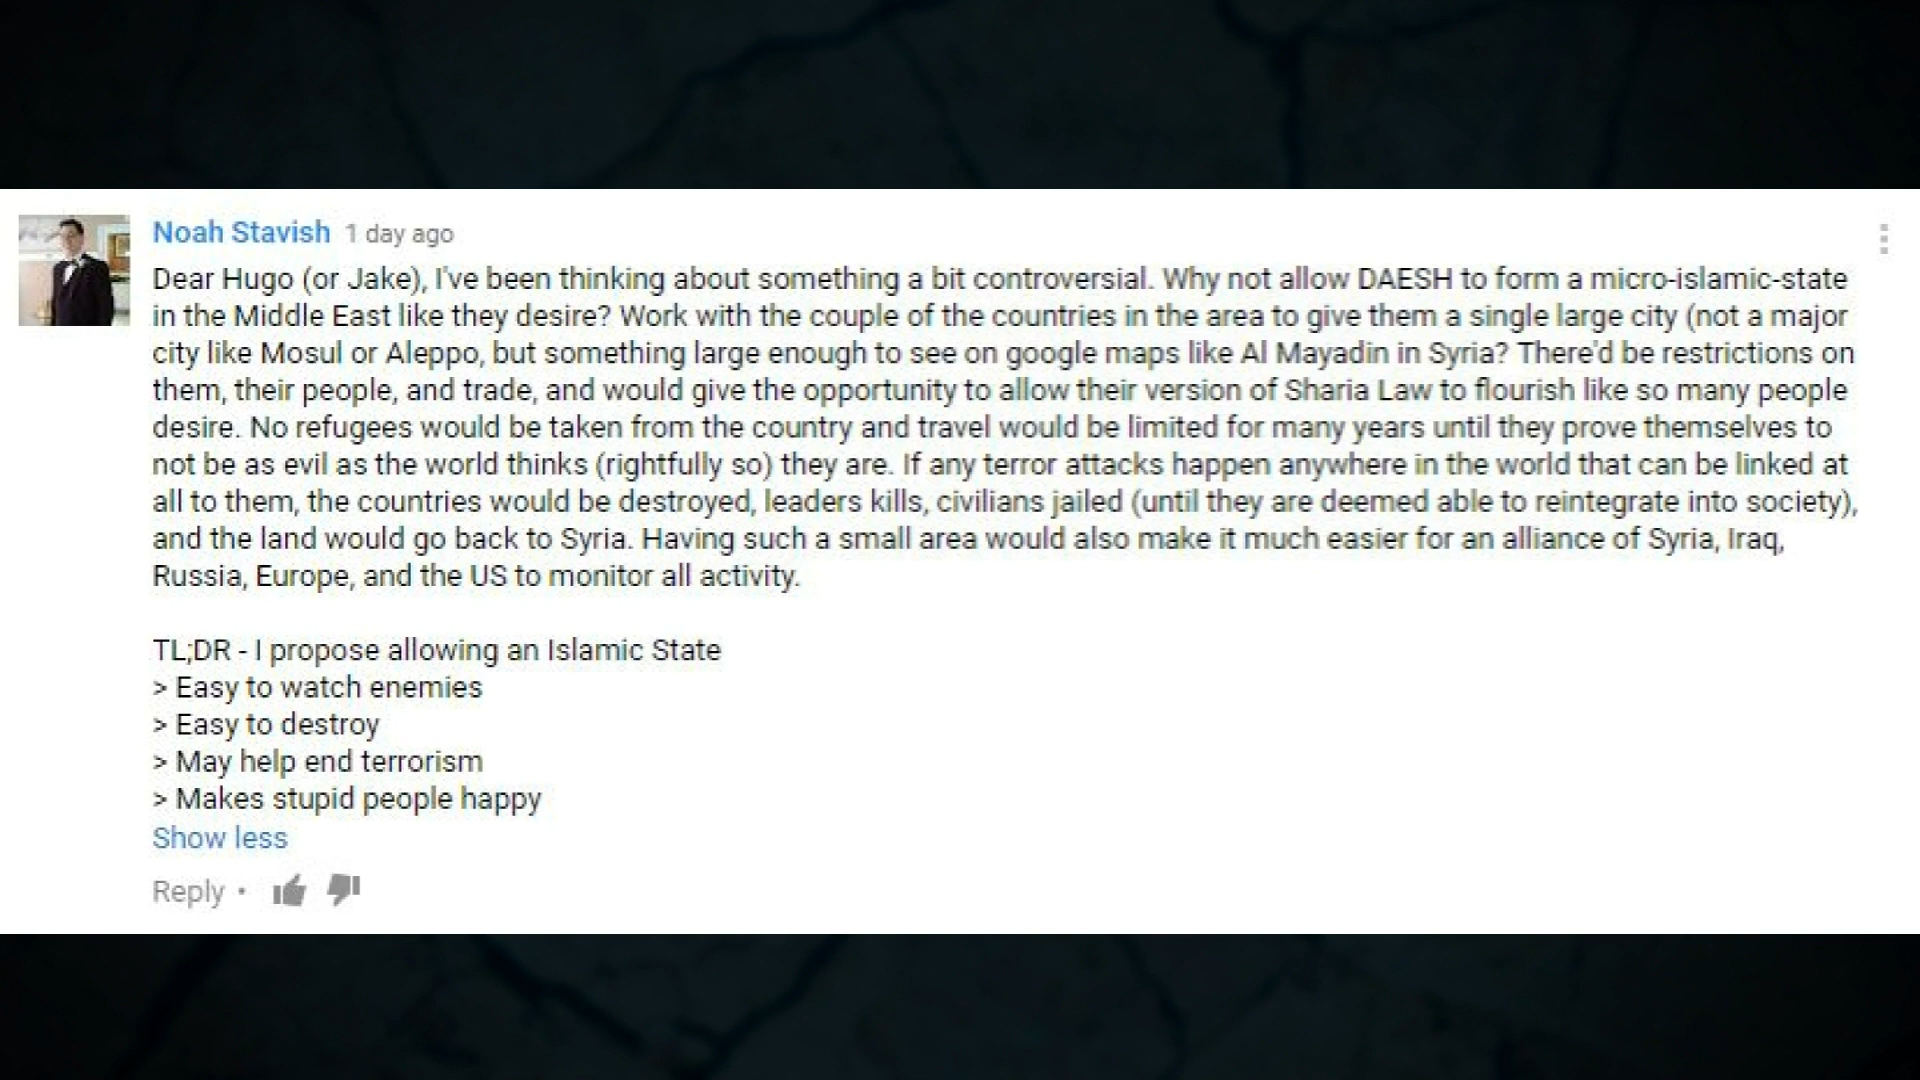 Noah Stavish 1 day ago
Dear Hugo (or Jake), I've been thinking about something a bit controversial. Why not allow DAESH to form a micro-islamic-state
in the Middle East like they desire? Work with the couple of the countries in the area to give them a single large city (not a major
city like Mosul or Aleppo, but something large enough to see on google maps like Al Mayadin in Syria? There'd be restrictions on
them, their people, and trade, and would give the opportunity to allow their version of Sharia Law to flourish like so many people
desire. No refugees would be taken from the country and travel would be limited for many years until they prove themselves to
not be as evil as the world thinks (rightfully so) they are. If any terror attacks happen anywhere in the world that can be linked at
all to them, the countries would be destroyed, leaders kills, civilians jailed (until they are deemed able to reintegrate into society),
and the land would go back to Syria. Having such a small area would also make it much easier for an alliance of Syria, Iraq,
Russia, Europe, and the US to monitor all activity.
TL;DR - I propose allowing an Islamic State
> Easy to watch enemies
> Easy to destroy
> May help end terrorism
> Makes stupid people happy
Show less
Reply •